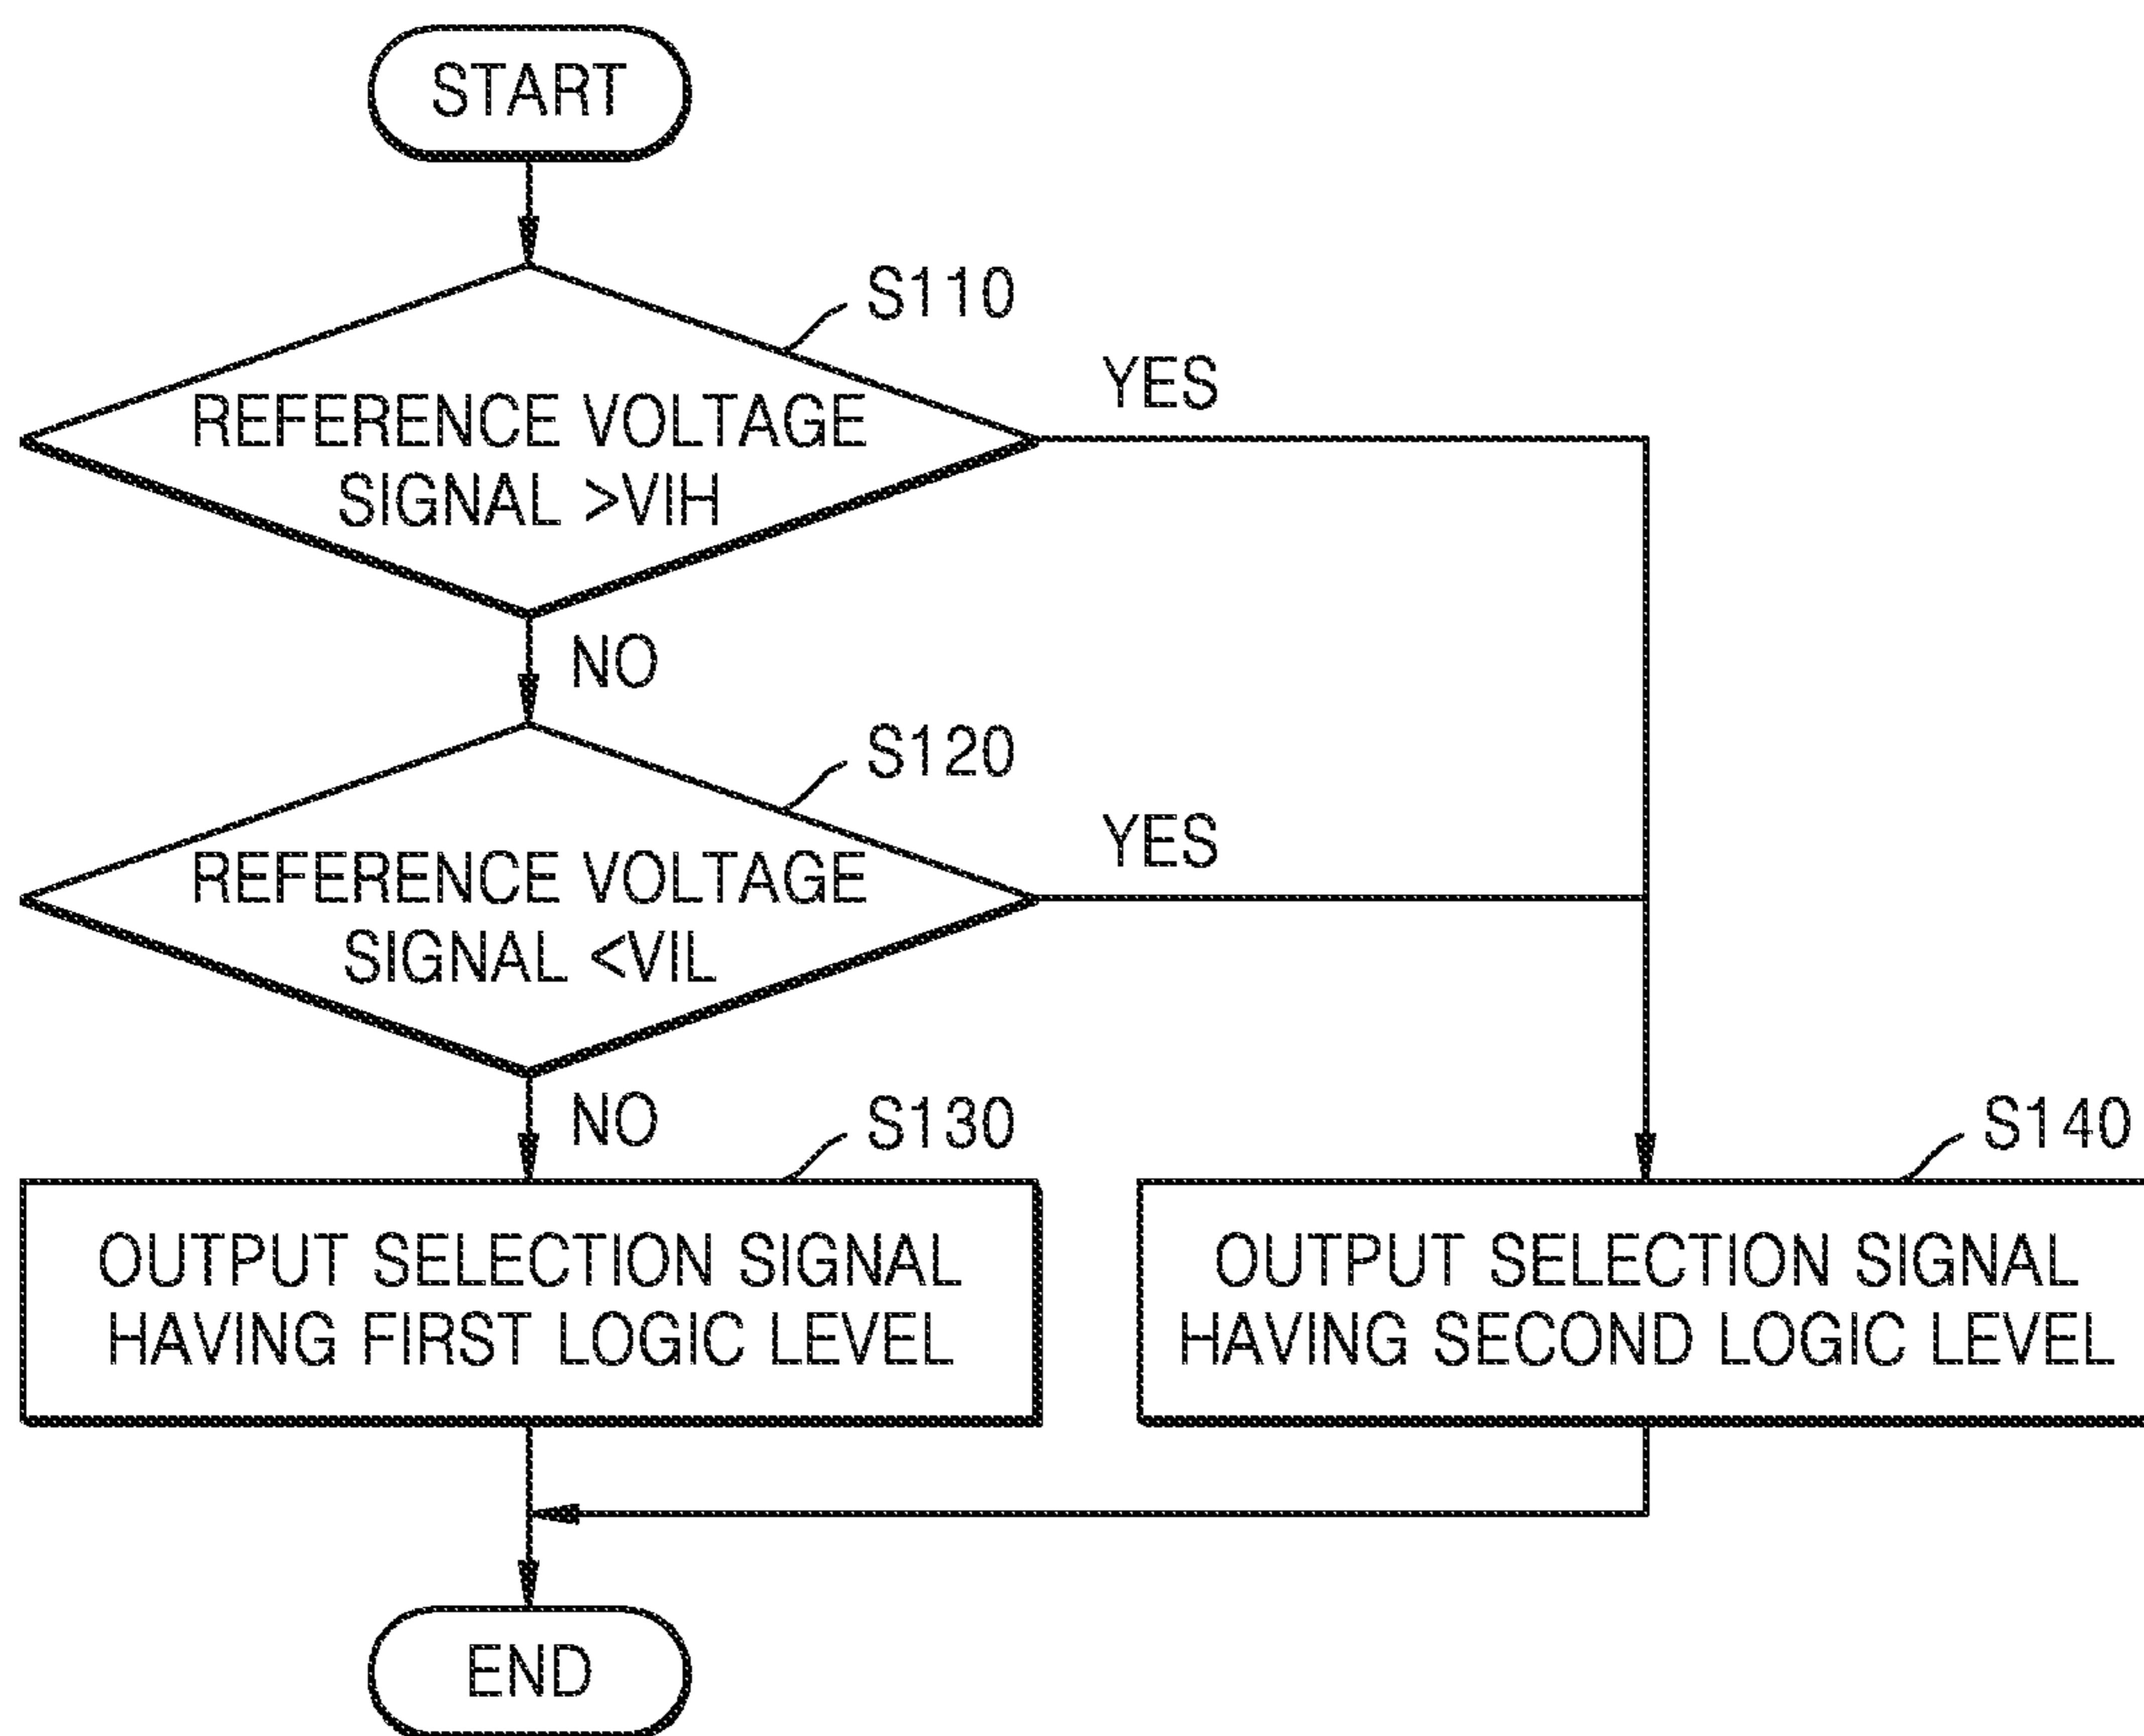 START
S110
REFERENCE VOLTAGE
SIGNAL >VIH
YES
NO
S120
REFERENCE VOLTAGE
SIGNAL <VIL
YES
NO
S130
OUTPUT SELECTION SIGNAL
HAVING FIRST LOGIC LEVEL
S140
OUTPUT SELECTION SIGNAL
HAVING SECOND LOGIC LEVEL
END